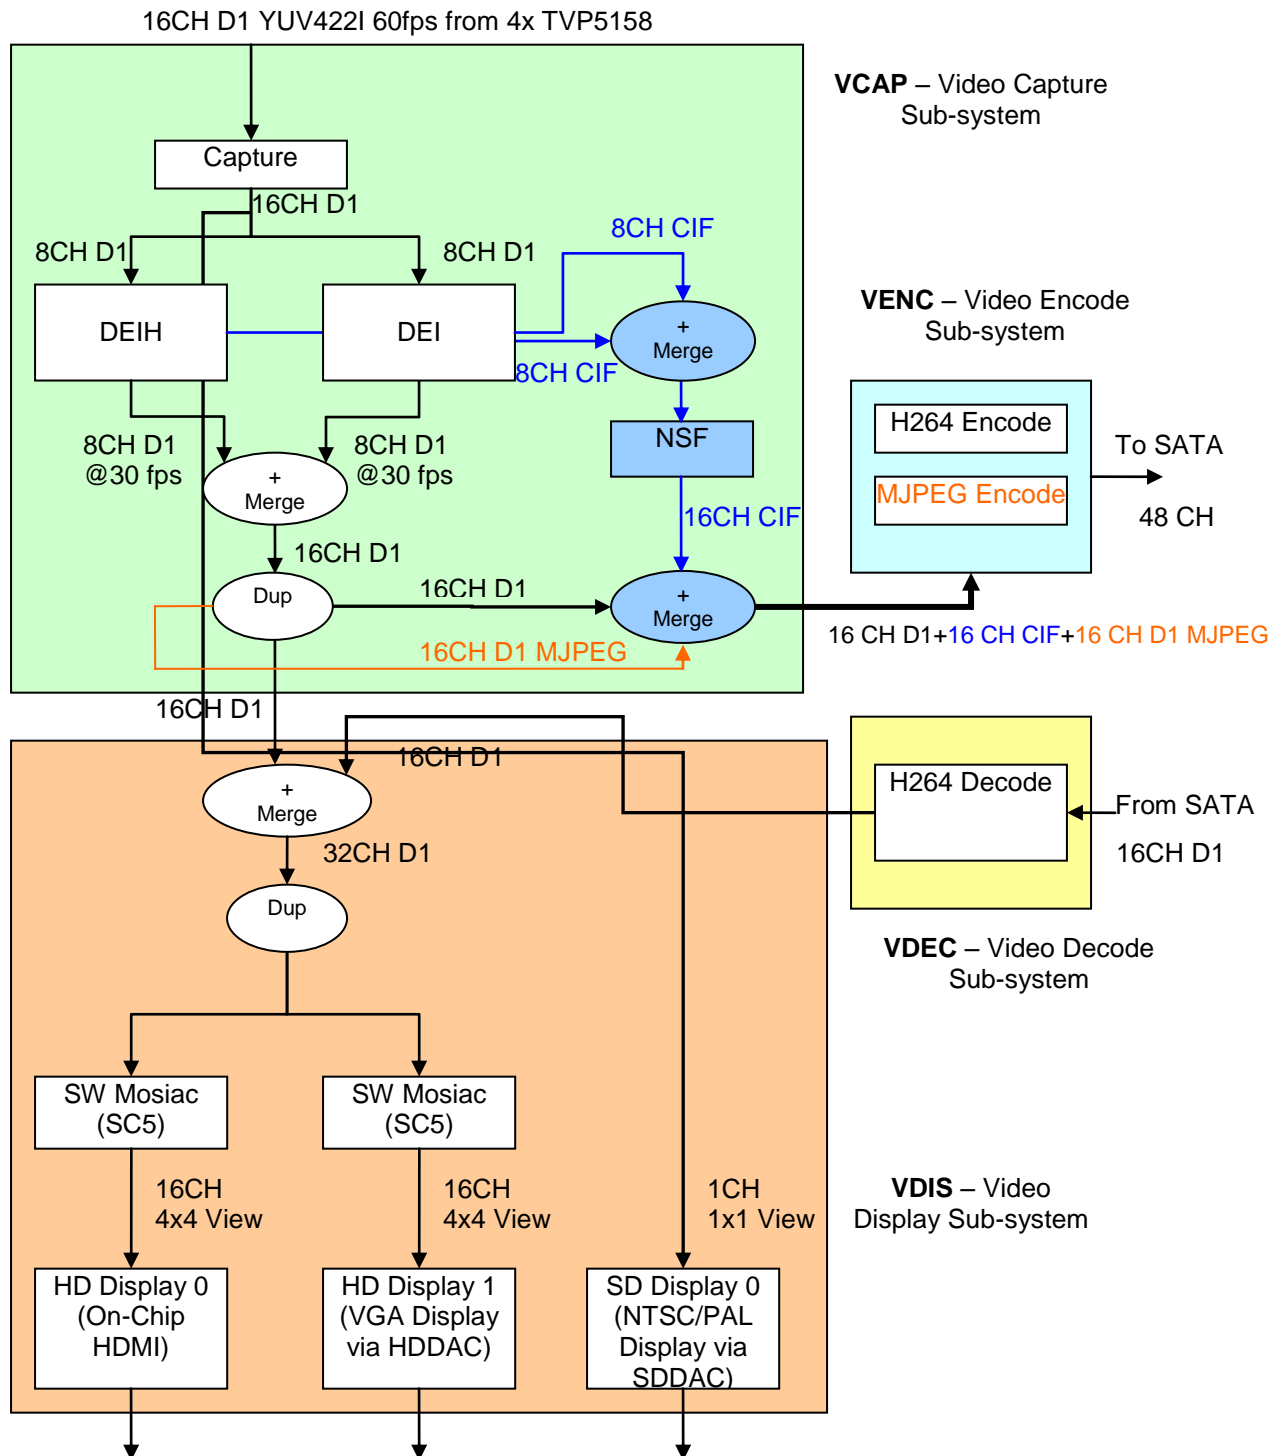 16CH D1 YUV422I 60fps from 4x TVP5158
VCAP – Video Capture
Sub-system
Capture
16CH D1
8CH D1
8CH D1
8CH CIF
DEIH
DEI
+
Merge
8CH CIF
VENC – Video Encode
Sub-system
8CH D1
@30 fps
8CH D1
@30 fps
+
Merge
NSF
H264 Encode
MJPEG Encode
To SATA
48 CH
16CH CIF
16CH D1
Dup
16CH D1
+
Merge
16CH D1 MJPEG
16 CH D1+16 CH CIF+16 CH D1 MJPEG
16CH D1
16CH D1
+
Merge
H264 Decode
From SATA
16CH D1
32CH D1
Dup
VDEC – Video Decode
Sub-system
SW Mosiac
(SC5)
SW Mosiac
(SC5)
16CH
4x4 View
16CH
4x4 View
1CH
1x1 View
VDIS – Video
Display Sub-system
HD Display 0
(On-Chip
HDMI)
HD Display 1
(VGA Display
via HDDAC)
SD Display 0
(NTSC/PAL
Display via
SDDAC)